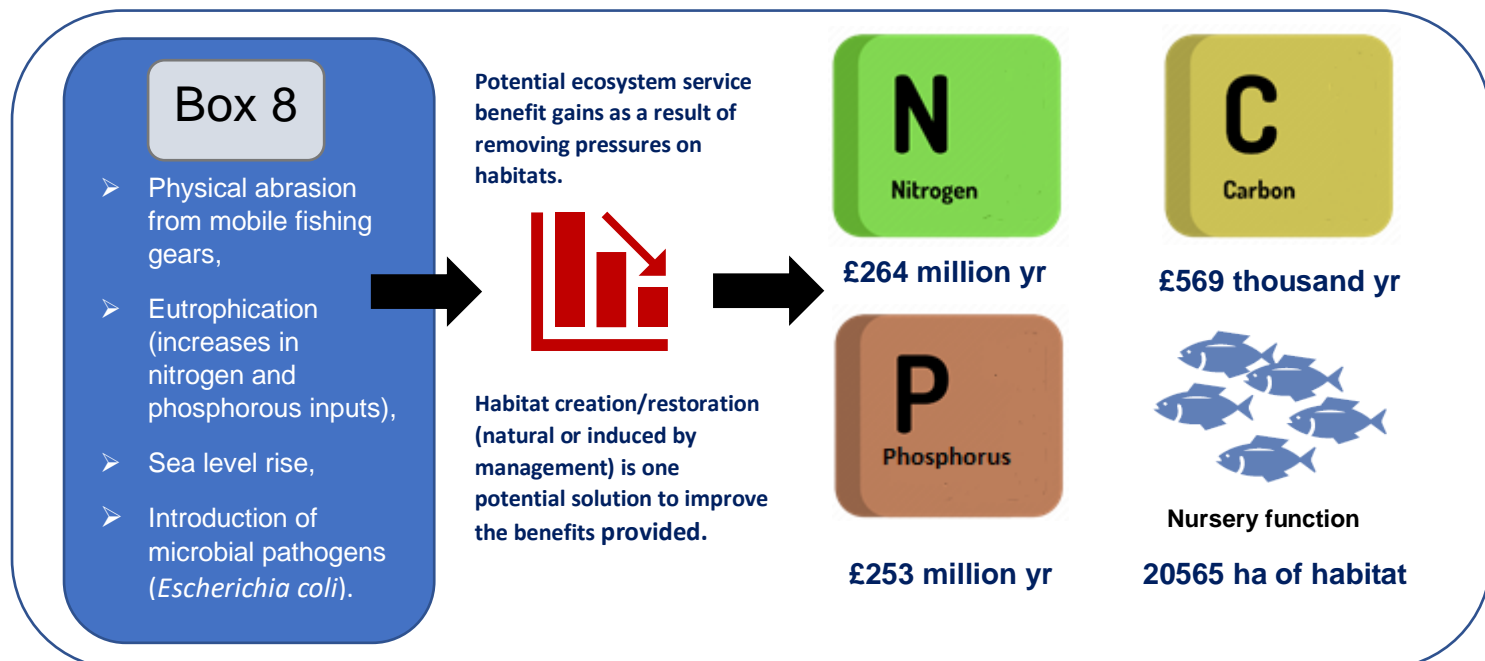 Box 8
➢ Physical abrasion
from mobile fishing
gears,
➢ Eutrophication
(increases in
nitrogen and
phosphorous inputs),
➢ Sea level rise,
➢ Introduction of
microbial pathogens
(Escherichia coli).
Potential ecosystem service
benefit gains as a result of
removing pressures on
habitats.
Habitat creation/restoration
(natural or induced by
management) is one
potential solution to improve
the benefits provided.
N
Nitrogen
£264 million yr
C
Carbon
£569 thousand yr
P
Phosphorus
£253 million yr
Nursery function
20565 ha of habitat